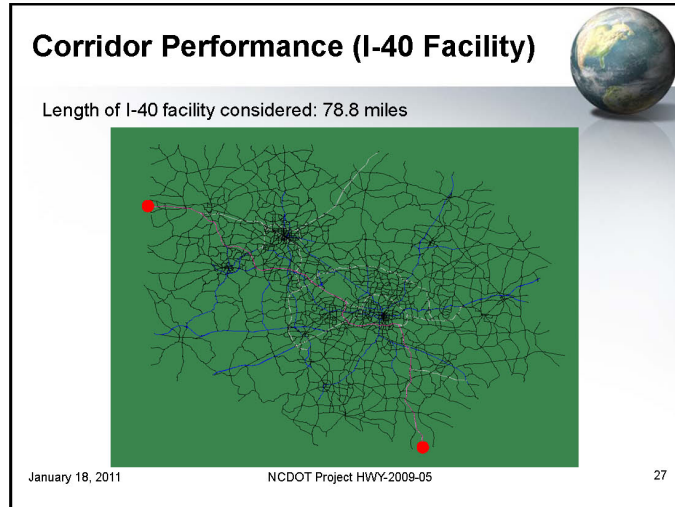 Corridor Performance (I-40 Facility)
Length of I-40 facility considered: 78.8 miles
January 18, 2011
NCDOT Project HWY-2009-05
27